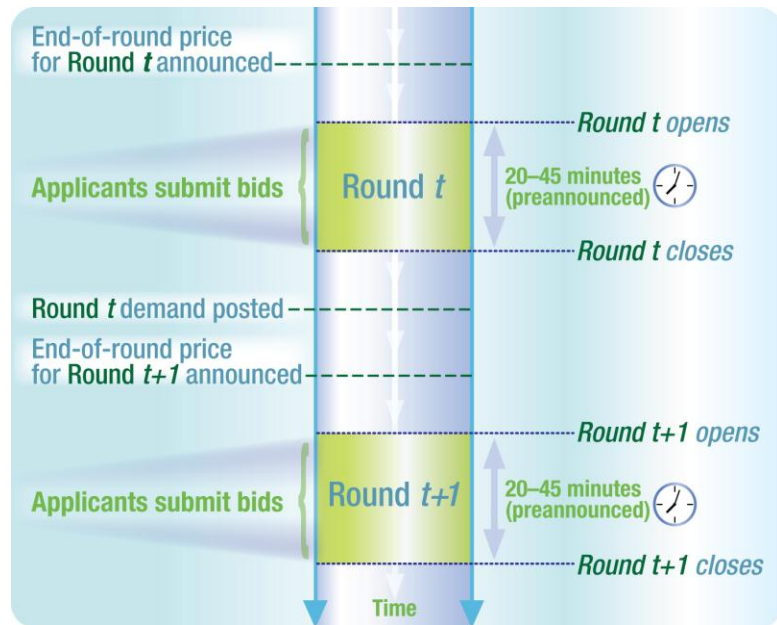 End-of-round price
for Round t announced
Round t opens
Applicants submit bids
Round t
20–45 minutes
(preannounced)
Round t closes
Round t demand posted
End-of-round price
for Round t+1 announced
Round t+1 opens
Applicants submit bids
Round t+1
20–45 minutes
(preannounced)
Round t+1 closes
Time